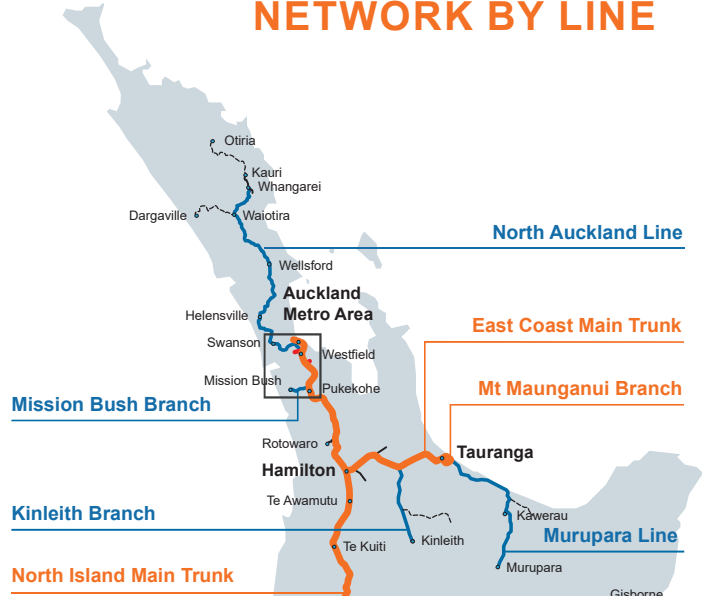 NETWORK BY LINE
Otiria
Kauri
Whangarei
Dargaville
Waiotira
North Auckland Line
Wellsford
Auckland
Metro Area
Helensville
East Coast Main Trunk
Swanson
Westfield
Mission Bush
Pukekohe
Mt Maunganui Branch
Mission Bush Branch
Rotowaro
Tauranga
Hamilton
Te Awamutu
Kinleith Branch
Kawerau
Murupara Line
Kinleith
Te Kuiti
Murupara
North Island Main Trunk
Gisborne